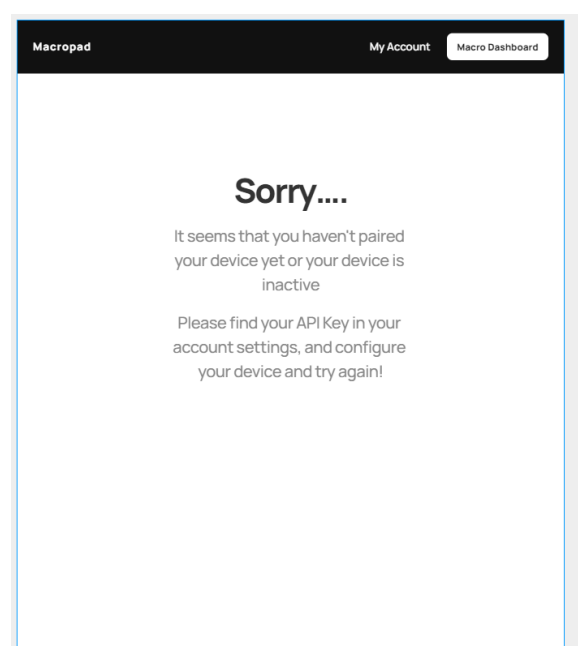 Macropad
My Account
Macro Dashboard
Sorry....
It seems that you haven't paired
your device yet or your device is
inactive
Please find your API Key in your
account settings, and configure
your device and try again!